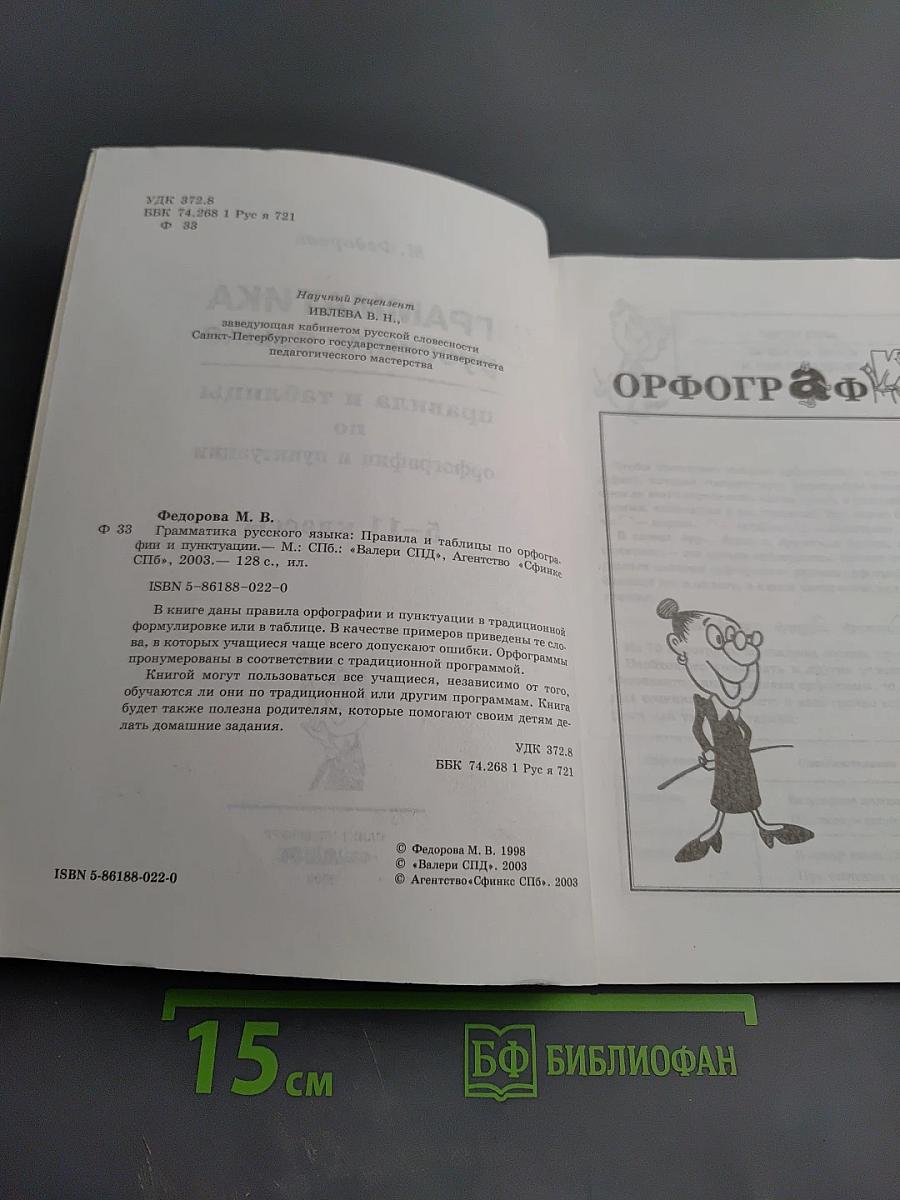 УДК 372.8
ББК 74.268 1 Рус я 721
Ф 33
Научный рецензент
ИВЛЕВА В. Н.,
заведующая кабинетом русской словесности
Санкт-Петербургского государственного университета
педагогического мастерства
Федорова М. В.
Ф 33 Грамматика русского языка: Правила и таблицы по орфогра-
фии и пунктуации.— М.: СПб.: «Валери СПД», Агентство «Сфинкс
СПб», 2003.— 128 с., ил.
ISBN 5-86188-022-0
В книге даны правила орфографии и пунктуации в традиционной
формулировке или в таблице. В качестве примеров приведены те сло-
ва, в которых учащиеся чаще всего допускают ошибки. Орфограммы
пронумерованы в соответствии с традиционной программой.
Книгой могут пользоваться все учащиеся, независимо от того,
обучаются ли они по традиционной или другим программам. Книга
будет также полезна родителям, которые помогают своим детям де-
лать домашние задания.
УДК 372.8
ББК 74.268 1 Рус я 721
© Федорова М. В. 1998
© «Валери СПД». 2003
© Агентство«Сфинкс СПб». 2003
ISBN 5-86188-022-0
ОРФОГРаФИ
15 см
БФ БИБЛИОФАН